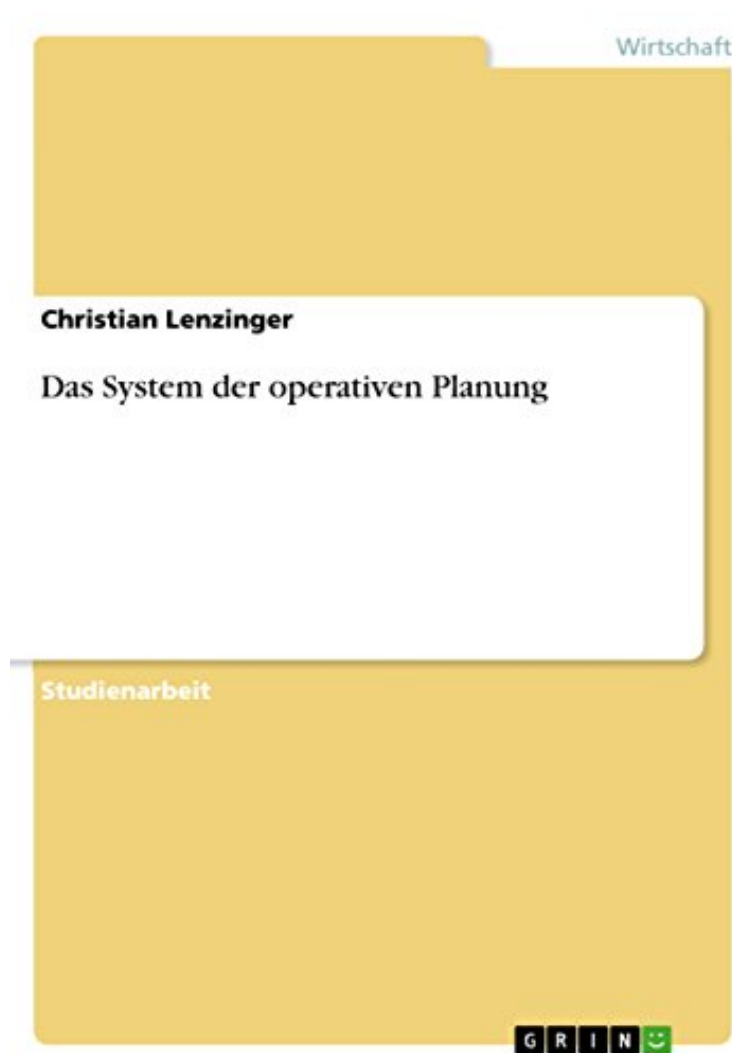 Wirtschaft
Christian Lenzinger
Das System der operativen Planung
Studienarbeit
GRIN